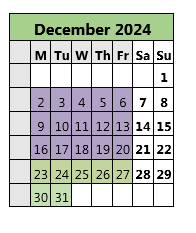 December 2024
M Tu W Th Fr Sa Su
1
2 3 4 5 6 7 8
9 10 11 12 13 14 15
16 17 18 19 20 21 22
23 24 25 26 27 28 29
30 31